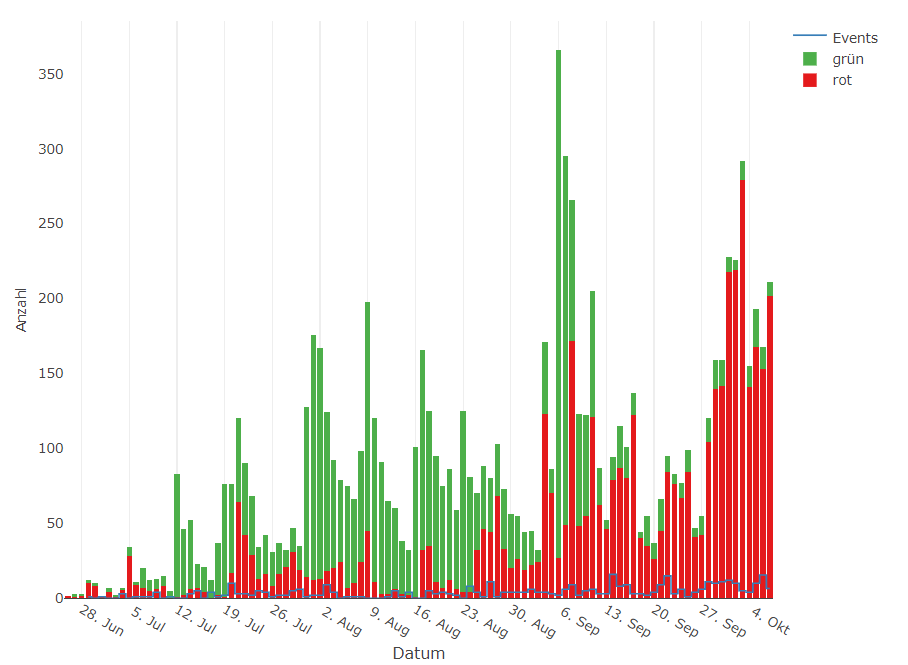 Events
grün
rot
350
300
250
200
150
100
50
0
Anzahl
28. Jun
5. Jul
12. Jul
19. Jul
26. Jul
2. Aug
9. Aug
16. Aug
23. Aug
30. Aug
6. Sep
13. Sep
20. Sep
27. Sep
4. Okt
Datum